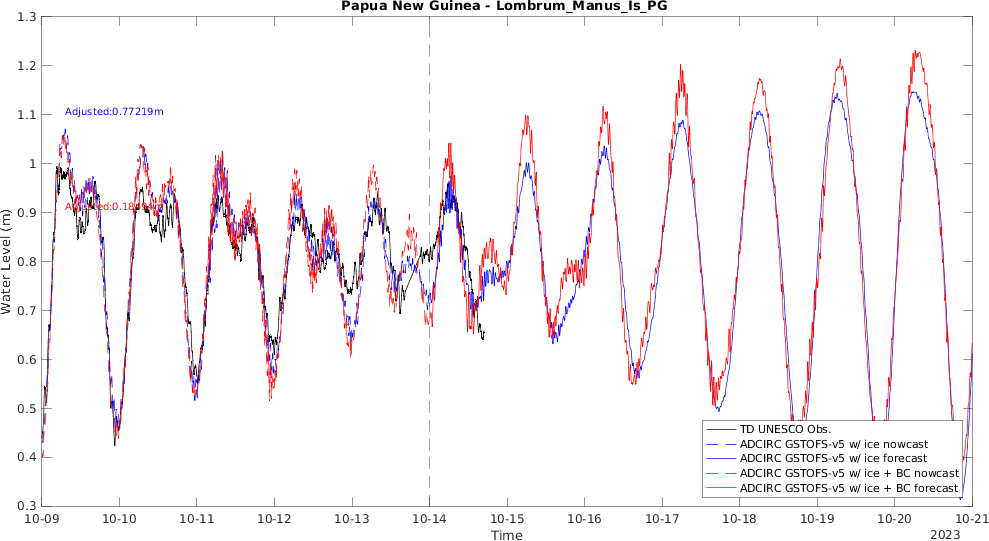 Papua New Guinea - Lombrum_Manus_Is_PG
1.3
1.2
1.1
1
0.9
0.8
0.7
0.6
0.5
0.4
0.3
Water Level (m)
Adjusted:0.77219m
10-09
10-10
10-11
10-12
10-13
10-14
10-15
10-16
10-17
10-18
10-19
10-20
10-21
Time
2023
TD UNESCO Obs.
ADCIRC GSTOFS-v5 w/ ice nowcast
ADCIRC GSTOFS-v5 w/ ice forecast
ADCIRC GSTOFS-v5 w/ ice + BC nowcast
ADCIRC GSTOFS-v5 w/ ice + BC forecast